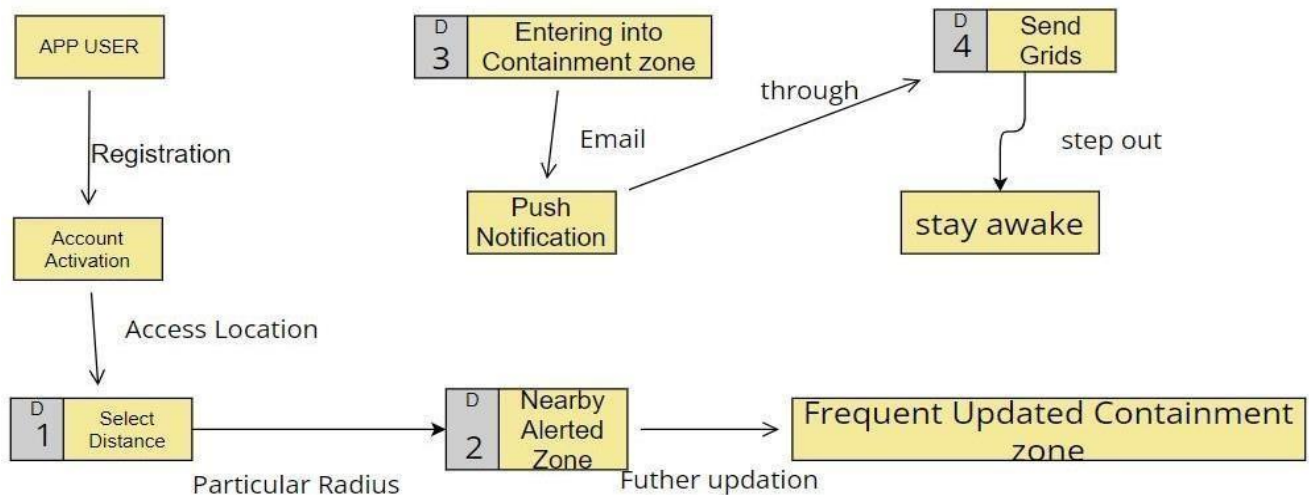 APP USER
Registration
Account
Activation
Access Location
D
1
Select
Distance
Particular Radius
D
2
Nearby
Alerted
Zone
Futher updation
Frequent Updated Containment
zone
D
3
Entering into
Containment zone
Email
Push
Notification
through
D
4
Send
Grids
step out
stay awake